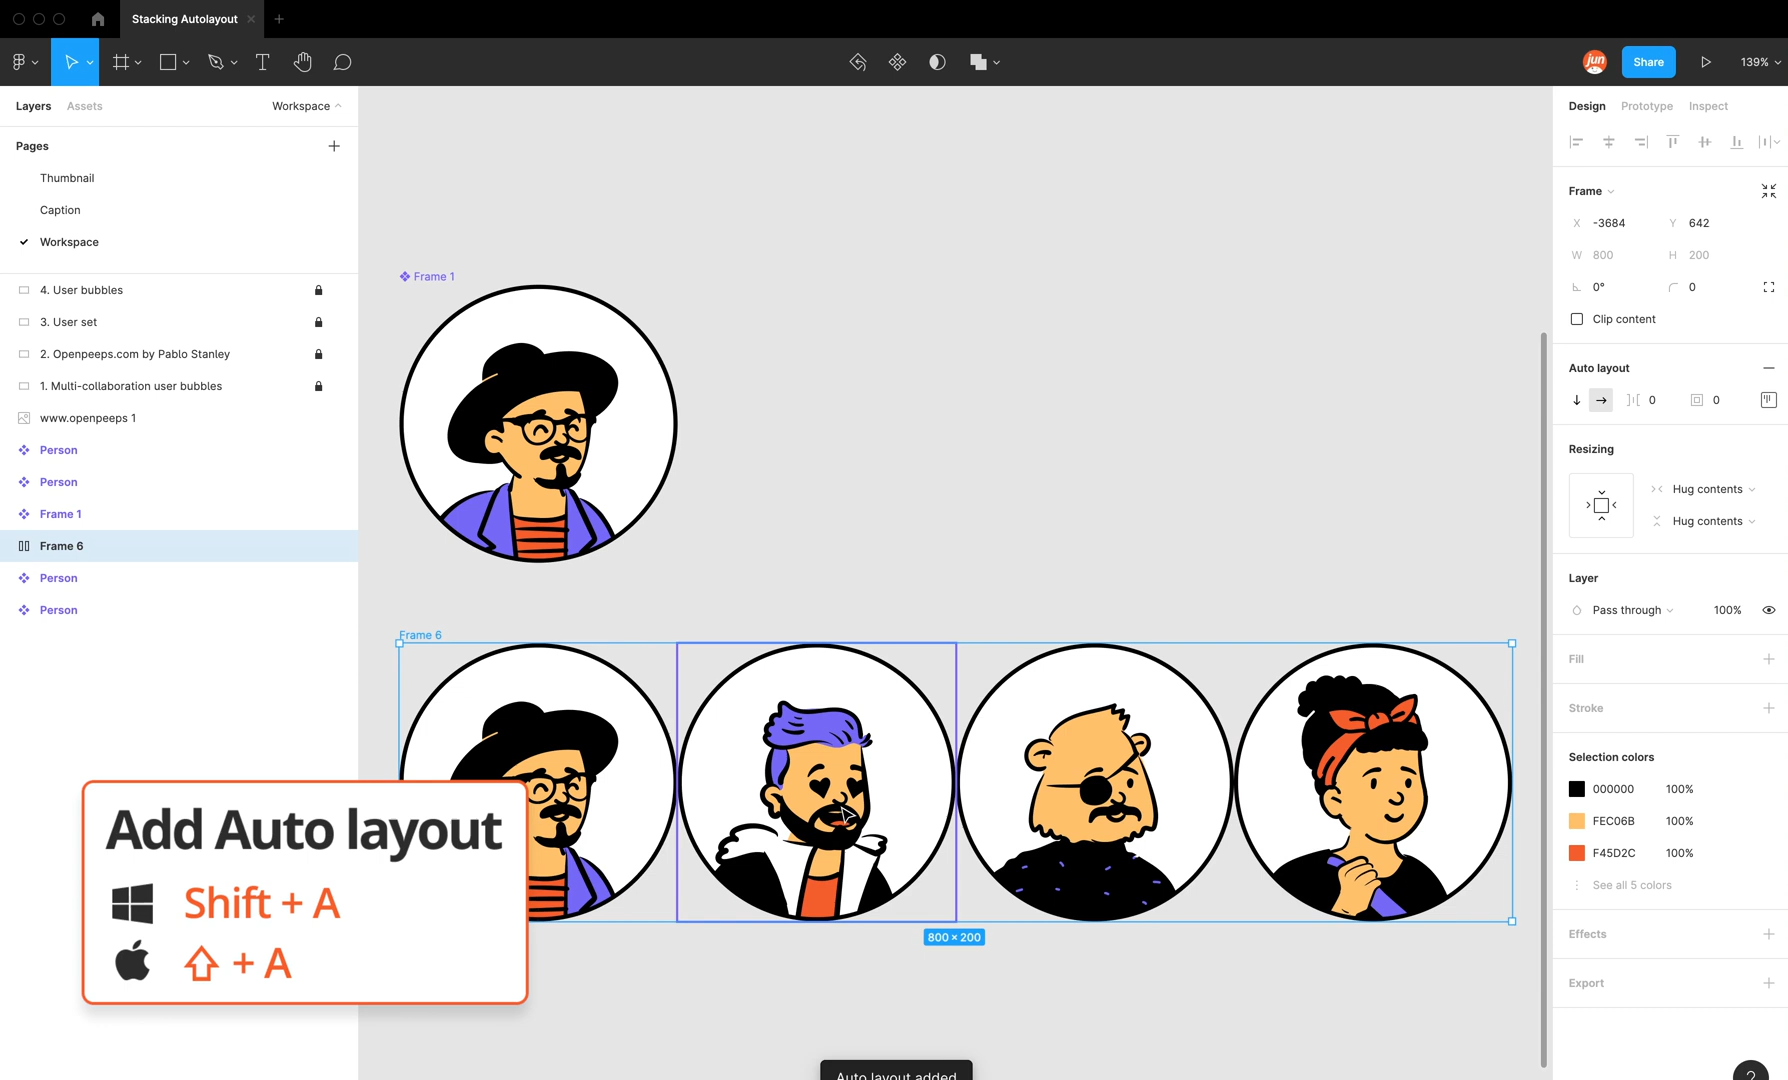 Stacking Autolayout
jun
Share
139%
Layers
Assets
Workspace
Pages
Thumbnail
Caption
Workspace
4. User bubbles
3. User set
2. Openpeeps.com by Pablo Stanley
1. Multi-collaboration user bubbles
www.openpeeps 1
Person
Person
Frame 1
Frame 6
Person
Person
Frame 1
Frame 6
800 × 200
Add Auto layout
Shift + A
+ A
Auto layout added
Design
Prototype
Inspect
Frame
X -3684 Y 642
W 800 H 200
0° 0
Clip content
Auto layout
0 0
Resizing
Hug contents
Hug contents
Layer
Pass through 100%
Fill
Stroke
Selection colors
000000 100%
FEC06B 100%
F45D2C 100%
See all 5 colors
Effects
Export
?